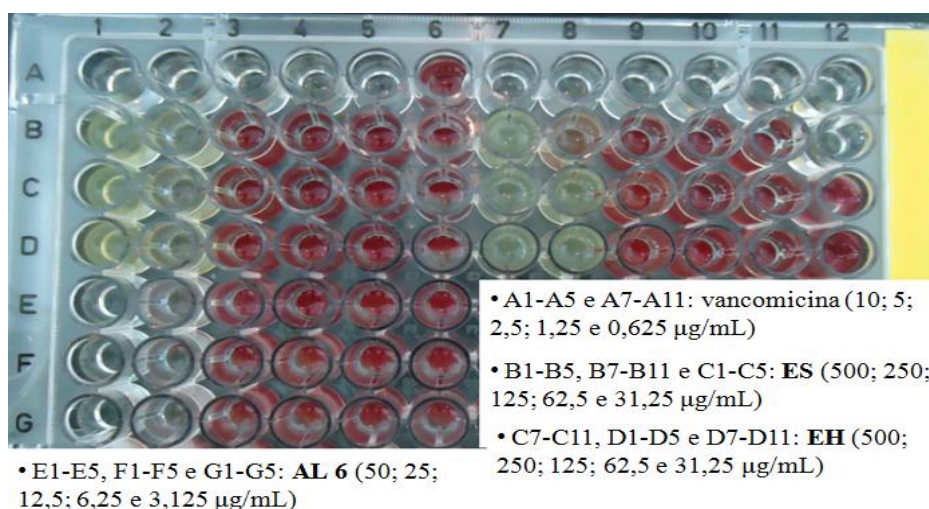 1 2 3 4 5 6 7 8 9 10 11 12
A
B
C
D
E
F
G
• A1-A5 e A7-A11: vancomicina (10; 5;
2,5; 1,25 e 0,625 µg/mL)
• B1-B5, B7-B11 e C1-C5: ES (500; 250;
125; 62,5 e 31,25 µg/mL)
• C7-C11, D1-D5 e D7-D11: EH (500;
250; 125; 62,5 e 31,25 µg/mL)
• E1-E5, F1-F5 e G1-G5: AL 6 (50; 25;
12,5; 6,25 e 3,125 µg/mL)